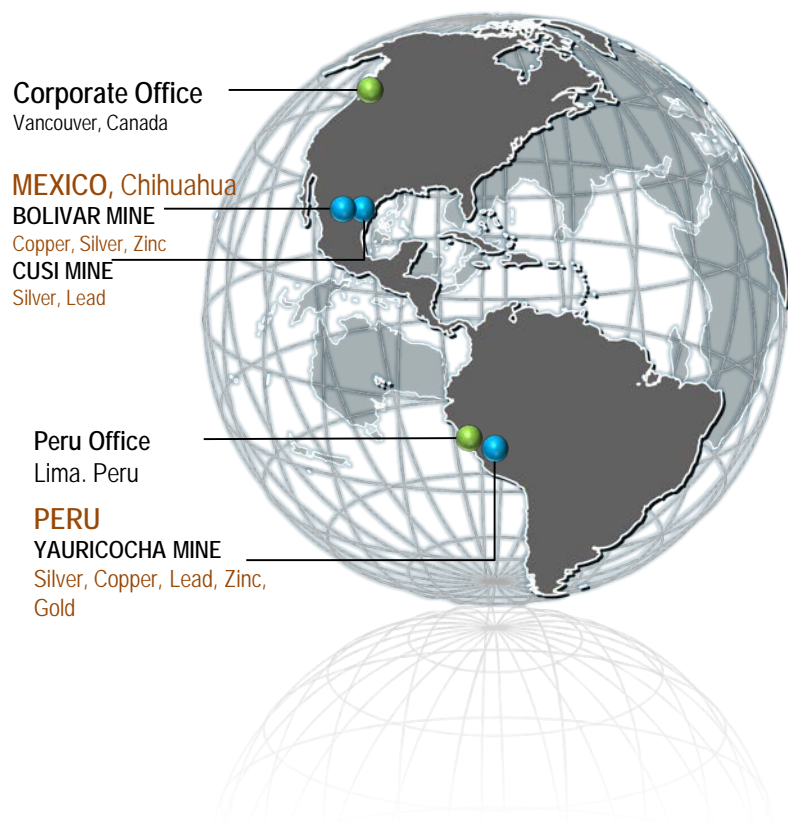 Corporate Office
Vancouver, Canada
MEXICO, Chihuahua
BOLIVAR MINE
Copper, Silver, Zinc
CUSI MINE
Silver, Lead
Peru Office
Lima. Peru
PERU
YAURICOCHA MINE
Silver, Copper, Lead, Zinc,
Gold